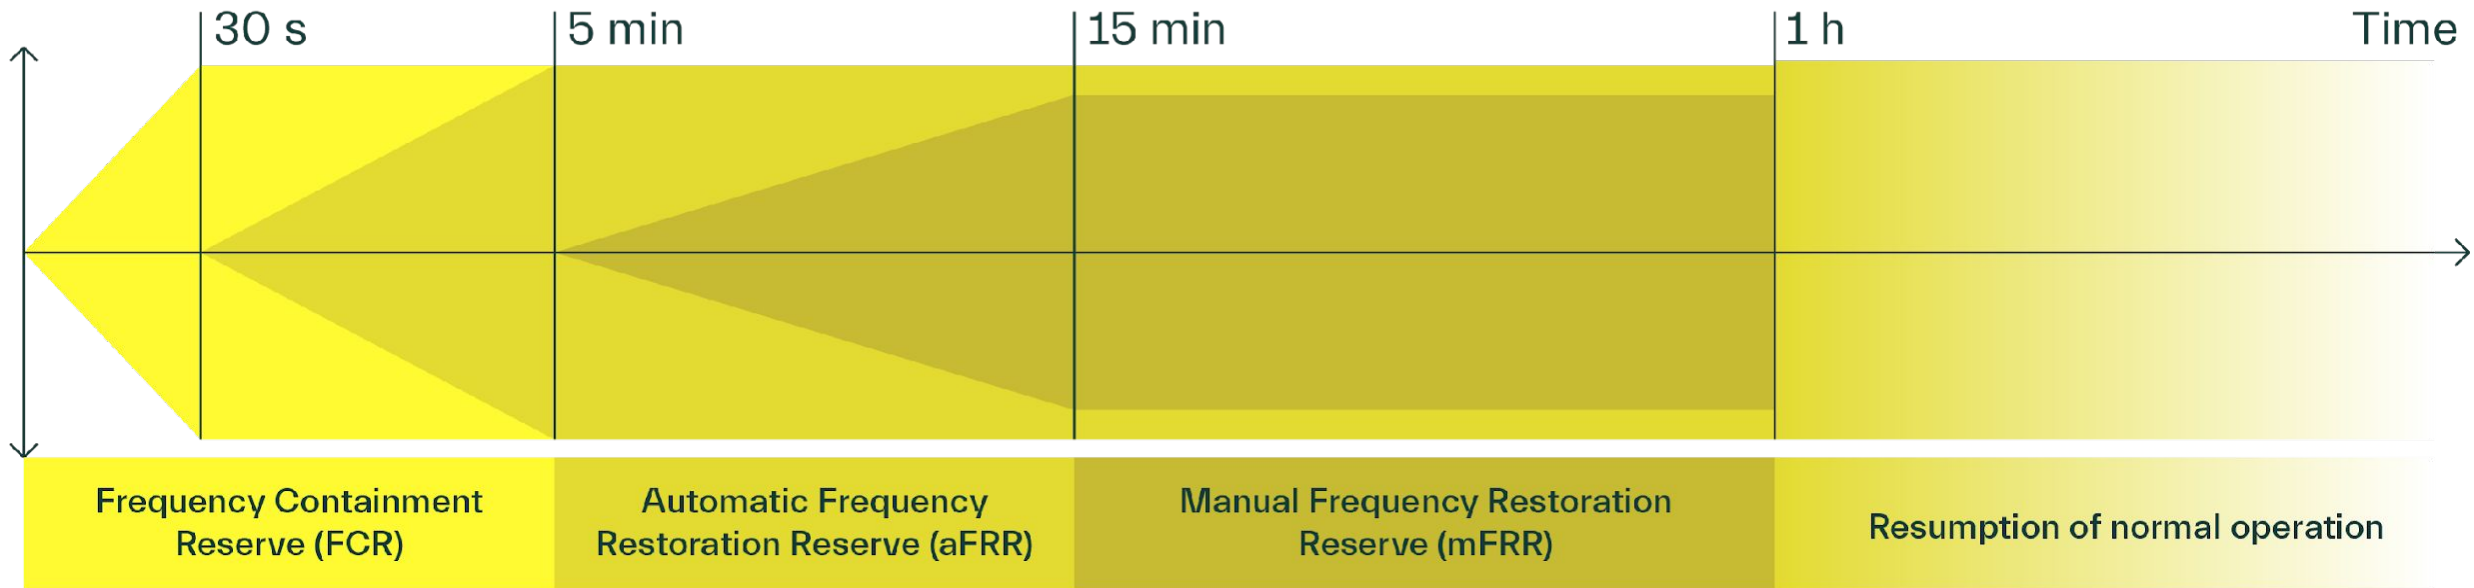 30 s
5 min
15 min
1 h
Time
Frequency Containment
Reserve (FCR)
Automatic Frequency
Restoration Reserve (aFRR)
Manual Frequency Restoration
Reserve (mFRR)
Resumption of normal operation